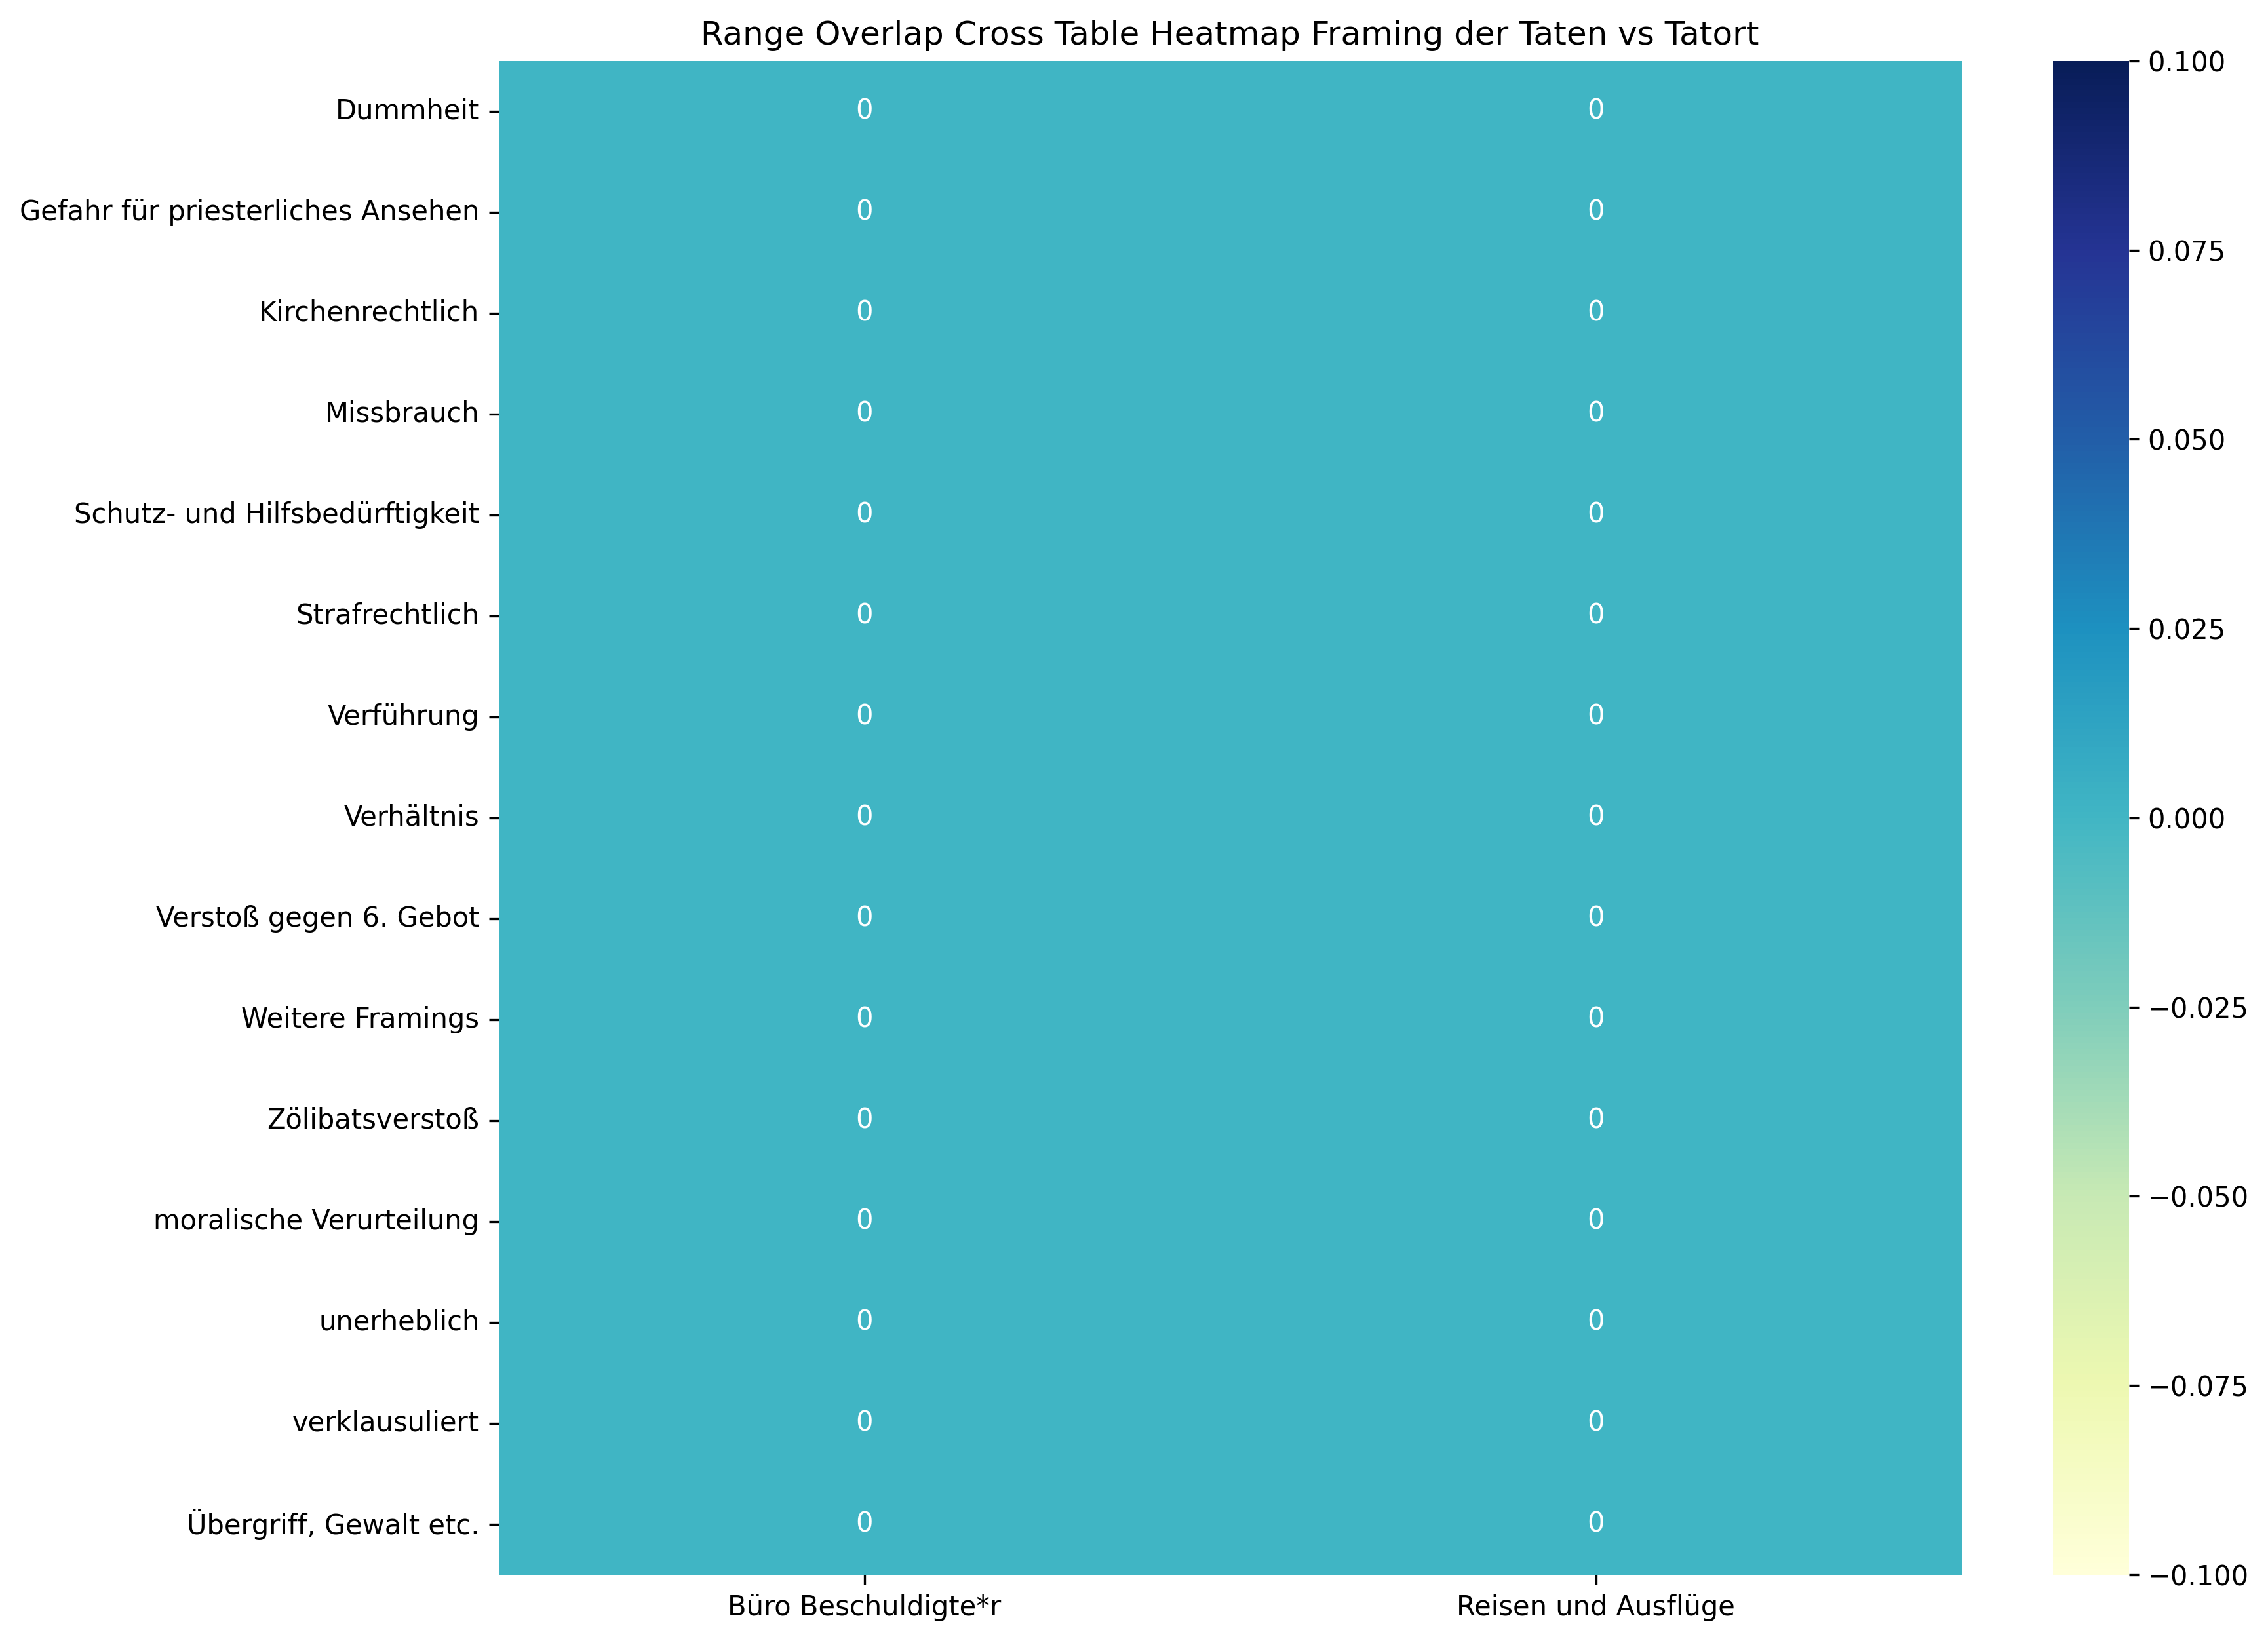 Range Overlap Cross Table Heatmap Framing der Taten vs Tatort
Dummheit 0 0
Gefahr für priesterliches Ansehen 0 0
Kirchenrechtlich 0 0
Missbrauch 0 0
Schutz- und Hilfsbedürftigkeit 0 0
Strafrechtlich 0 0
Verführung 0 0
Verhältnis 0 0
Verstoß gegen 6. Gebot 0 0
Weitere Framings 0 0
Zölibatsverstoß 0 0
moralische Verurteilung 0 0
unerheblich 0 0
verklausuliert 0 0
Übergriff, Gewalt etc. 0 0
Büro Beschuldigte*r Reisen und Ausflüge
0.100
0.075
0.050
0.025
0.000
−0.025
−0.050
−0.075
−0.100